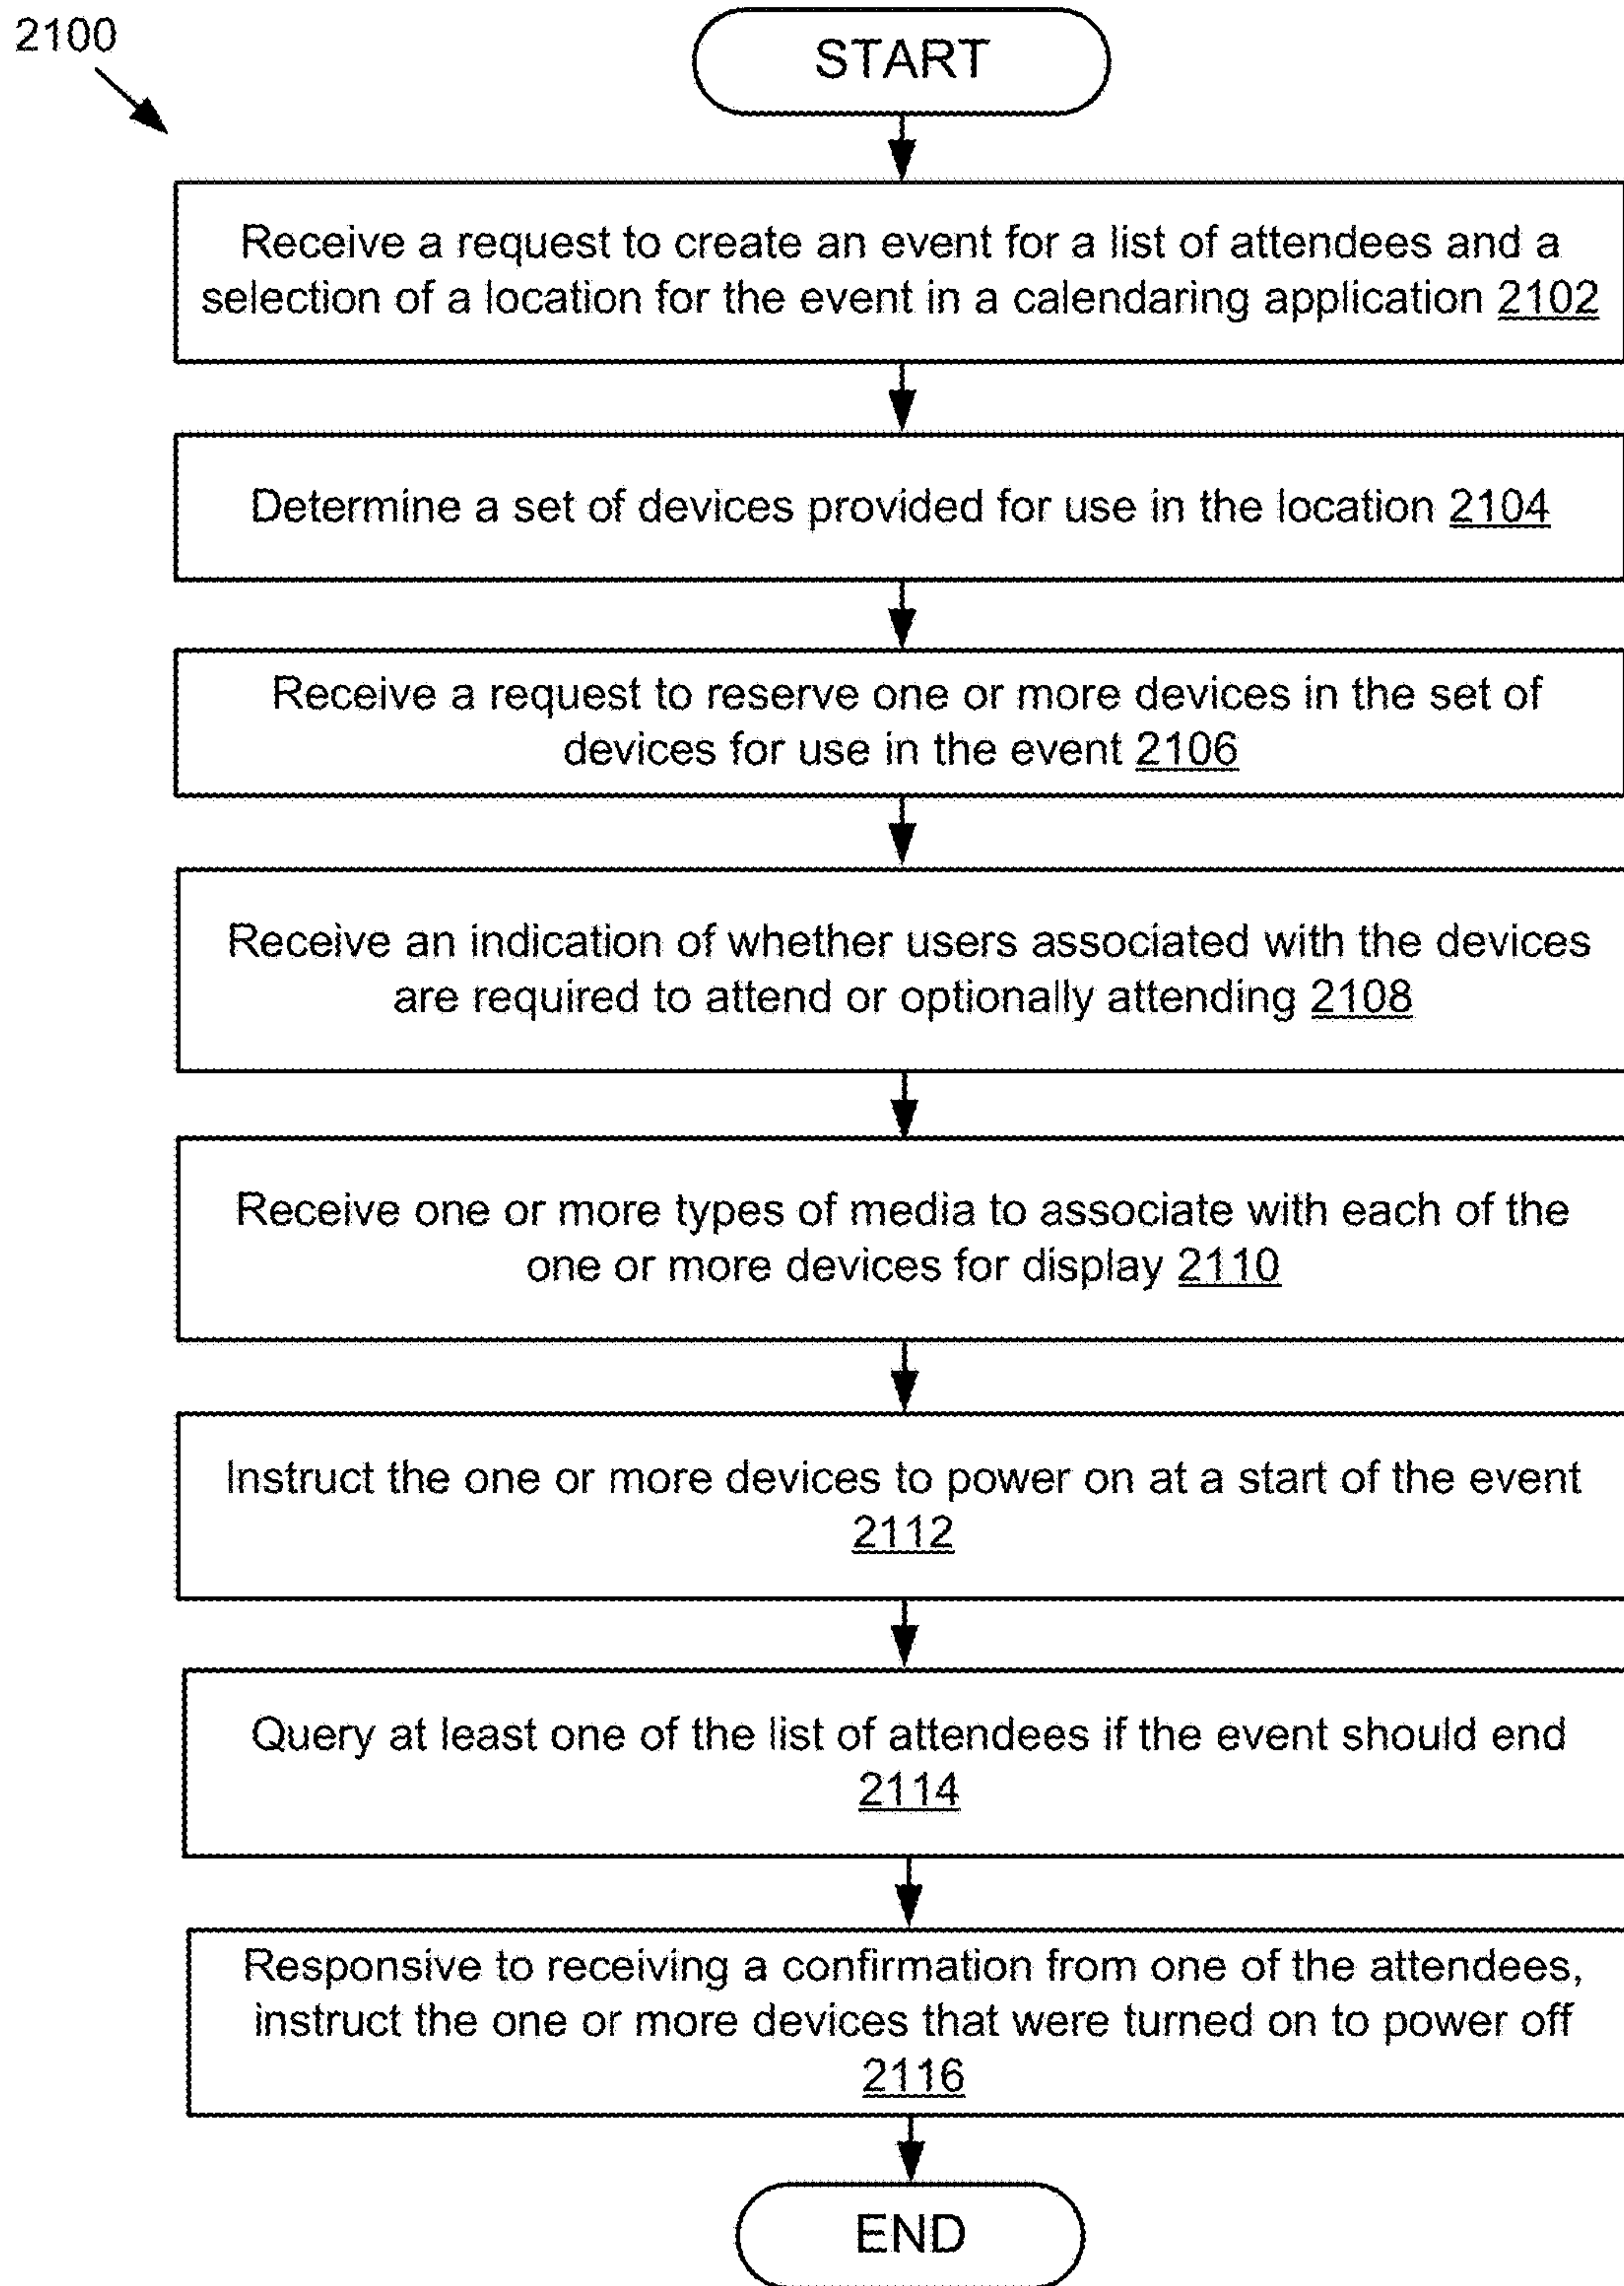 2100
START
Receive a request to create an event for a list of attendees and a
selection of a location for the event in a calendaring application 2102
Determine a set of devices provided for use in the location 2104
Receive a request to reserve one or more devices in the set of
devices for use in the event 2106
Receive an indication of whether users associated with the devices
are required to attend or optionally attending 2108
Receive one or more types of media to associate with each of the
one or more devices for display 2110
Instruct the one or more devices to power on at a start of the event
2112
Query at least one of the list of attendees if the event should end
2114
Responsive to receiving a confirmation from one of the attendees,
instruct the one or more devices that were turned on to power off
2116
END